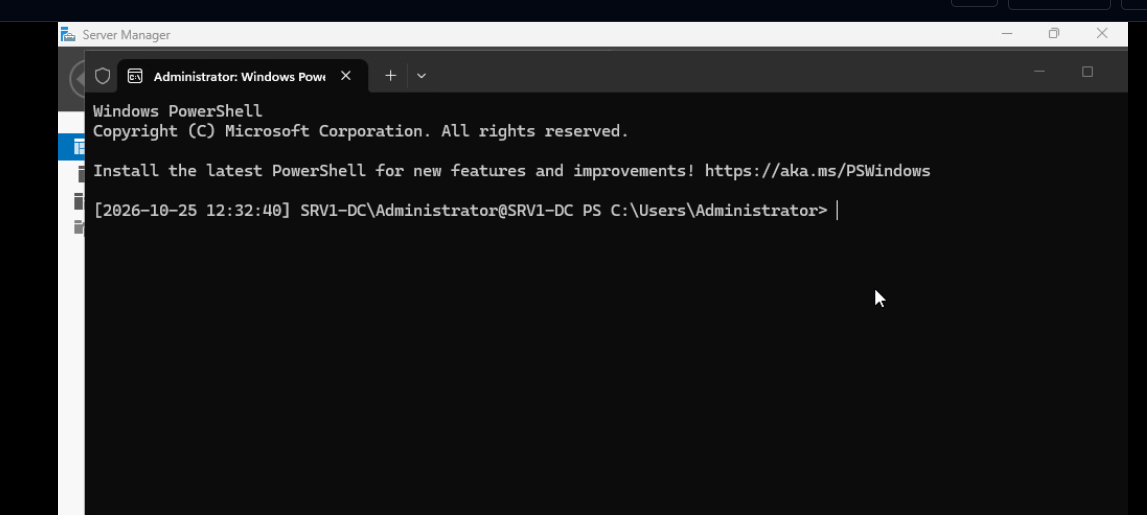 Server Manager
Administrator: Windows Powe
Windows PowerShell
Copyright (C) Microsoft Corporation. All rights reserved.
Install the latest PowerShell for new features and improvements! https://aka.ms/PSWindows
[2026-10-25 12:32:40] SRV1-DC\Administrator@SRV1-DC PS C:\Users\Administrator>